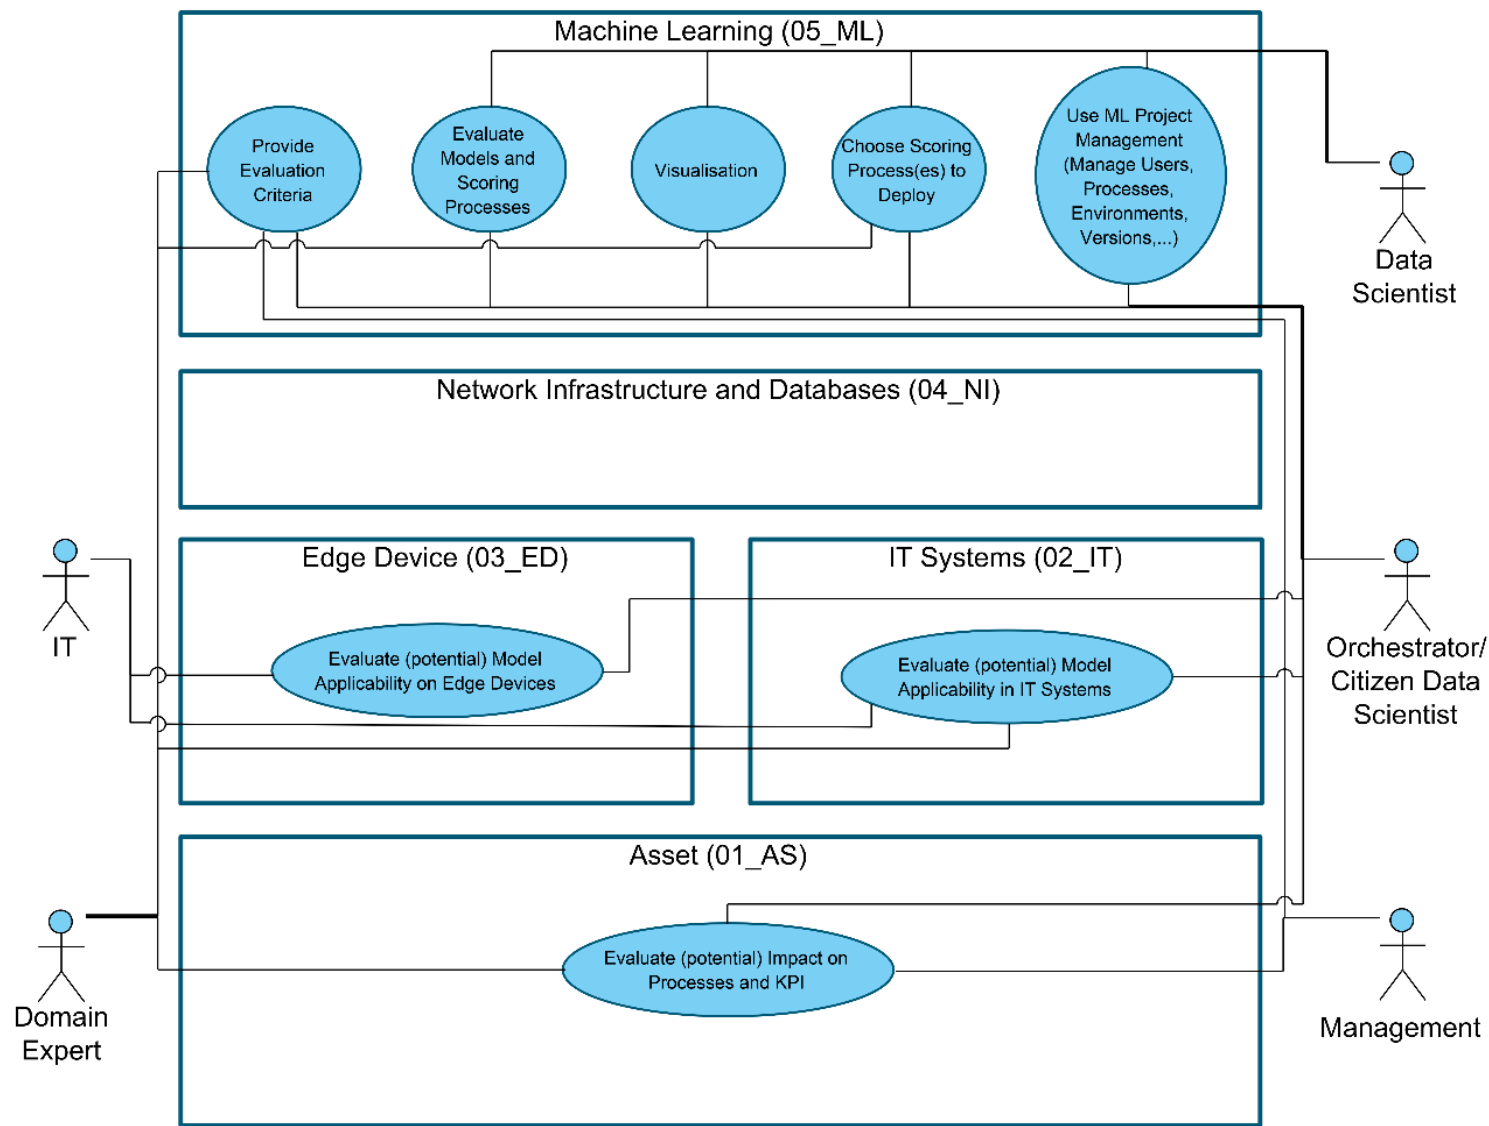 Machine Learning (05_ML)
Provide
Evaluation
Criteria
Evaluate
Models and
Scoring
Processes
Visualisation
Choose Scoring
Process(es) to
Deploy
Use ML Project
Management
(Manage Users,
Processes,
Environments,
Versions,...)
Data
Scientist
Network Infrastructure and Databases (04_NI)
IT
Edge Device (03_ED)
Evaluate (potential) Model
Applicability on Edge Devices
IT Systems (02_IT)
Evaluate (potential) Model
Applicability in IT Systems
Orchestrator/
Citizen Data
Scientist
Asset (01_AS)
Evaluate (potential) Impact on
Processes and KPI
Domain
Expert
Management